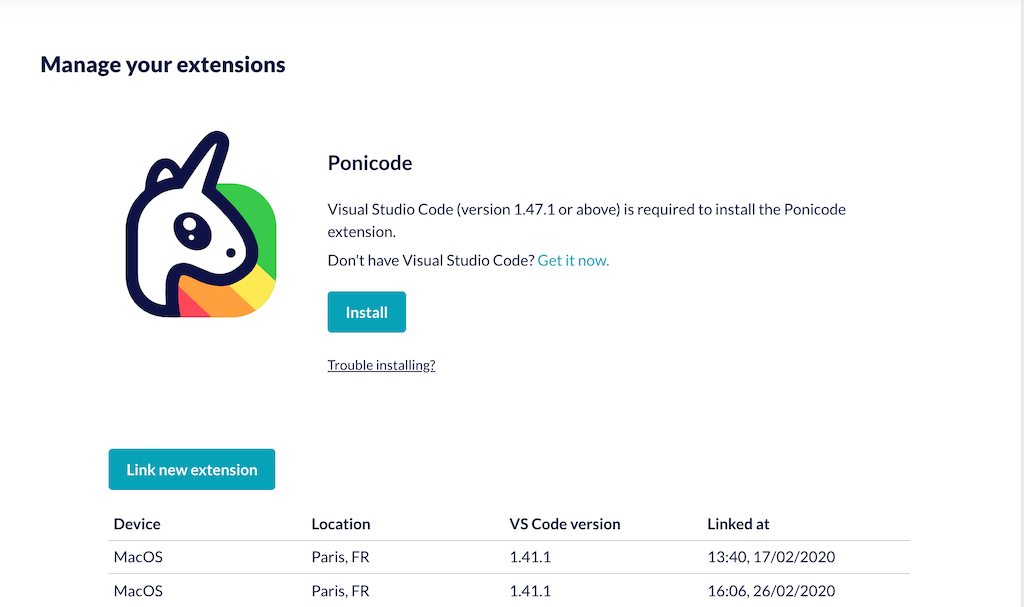 Manage your extensions
Ponicode
Visual Studio Code (version 1.47.1 or above) is required to install the Ponicode
extension.
Don't have Visual Studio Code? Get it now.
Install
Trouble installing?
Link new extension
Device Location VS Code version Linked at
MacOS Paris, FR 1.41.1 13:40, 17/02/2020
MacOS Paris, FR 1.41.1 16:06, 26/02/2020